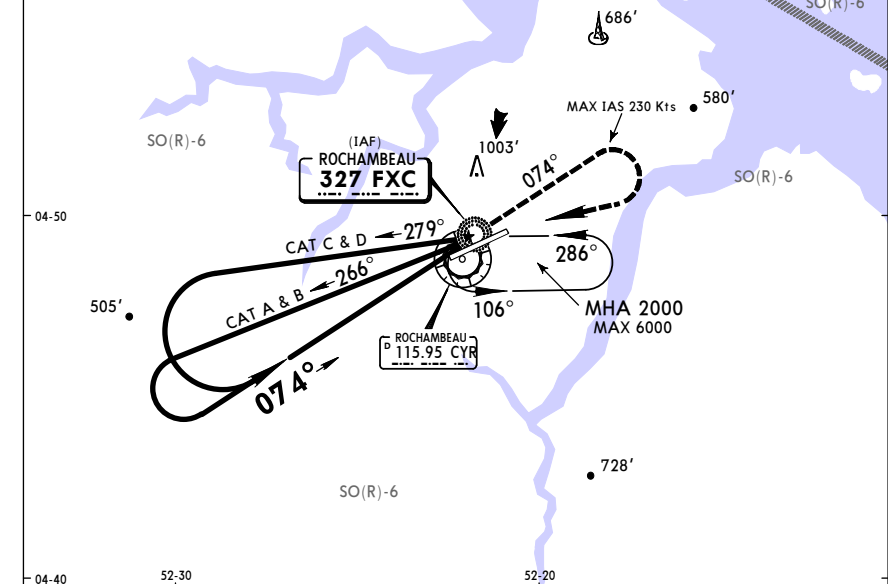 SO(R)-6
686′
MAX IAS 230 Kts
580′
SO(R)-6
(IAF)
ROCHAMBEAU
327 FXC
1003′
074°
SO(R)-6
04-50
CAT C & D
279°
286°
CAT A & B
266°
505′
106°
MHA 2000
MAX 6000
ROCHAMBEAU
D 115.95 CYR
074°
728′
SO(R)-6
04-40
52-30
52-20